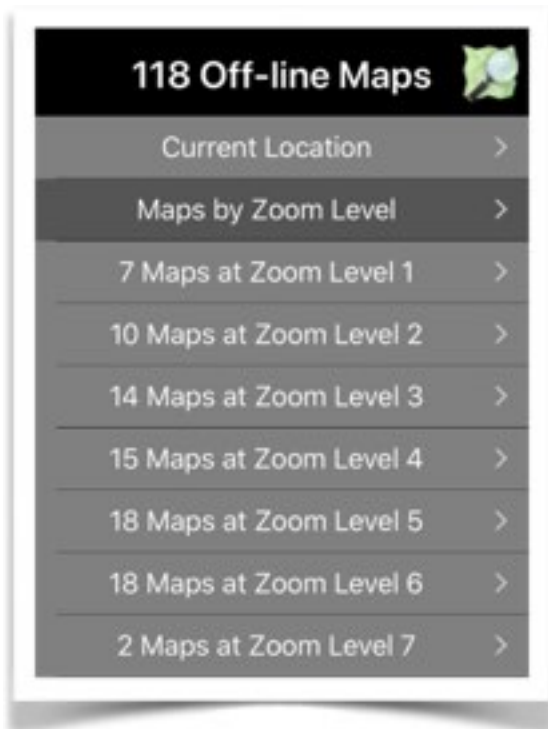 118 Off-line Maps
Current Location
Maps by Zoom Level
7 Maps at Zoom Level 1
10 Maps at Zoom Level 2
14 Maps at Zoom Level 3
15 Maps at Zoom Level 4
18 Maps at Zoom Level 5
18 Maps at Zoom Level 6
2 Maps at Zoom Level 7